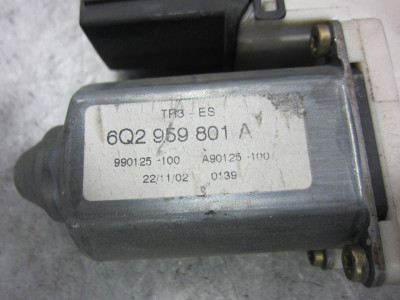 TR3 - ES
6Q2 959 801 A
990125 -100 A90125 -100
22/11/02 0139